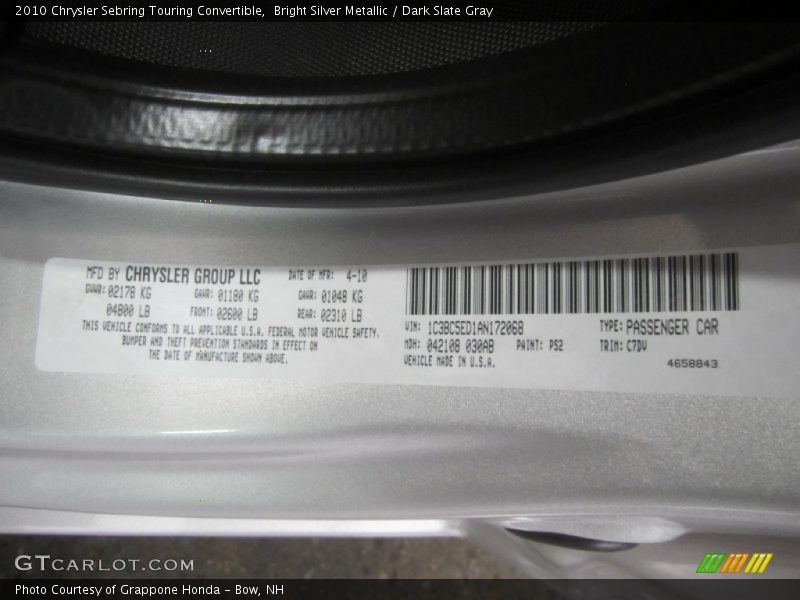 2010 Chrysler Sebring Touring Convertible,  Bright Silver Metallic / Dark Slate Gray
MFD BY CHRYSLER GROUP LLC DATE OF MFR: 4-10
GVWR: 02178 KG GAWR: 01180 KG GAWR: 01048 KG
04800 LB FRONT: 02600 LB REAR: 02310 LB
THIS VEHICLE CONFORMS TO ALL APPLICABLE U.S.A. FEDERAL MOTOR VEHICLE SAFETY,
BUMPER AND THEFT PREVENTION STANDARDS IN EFFECT ON
THE DATE OF MANUFACTURE SHOWN ABOVE.
VIN: 1C3BC5ED1AN172068 TYPE: PASSENGER CAR
MDH: 042108 030AB PAINT: PS2 TRIM: C7DV
VEHICLE MADE IN U.S.A. 4658843
GTCARLOT.COM
Photo Courtesy of Grappone Honda - Bow, NH